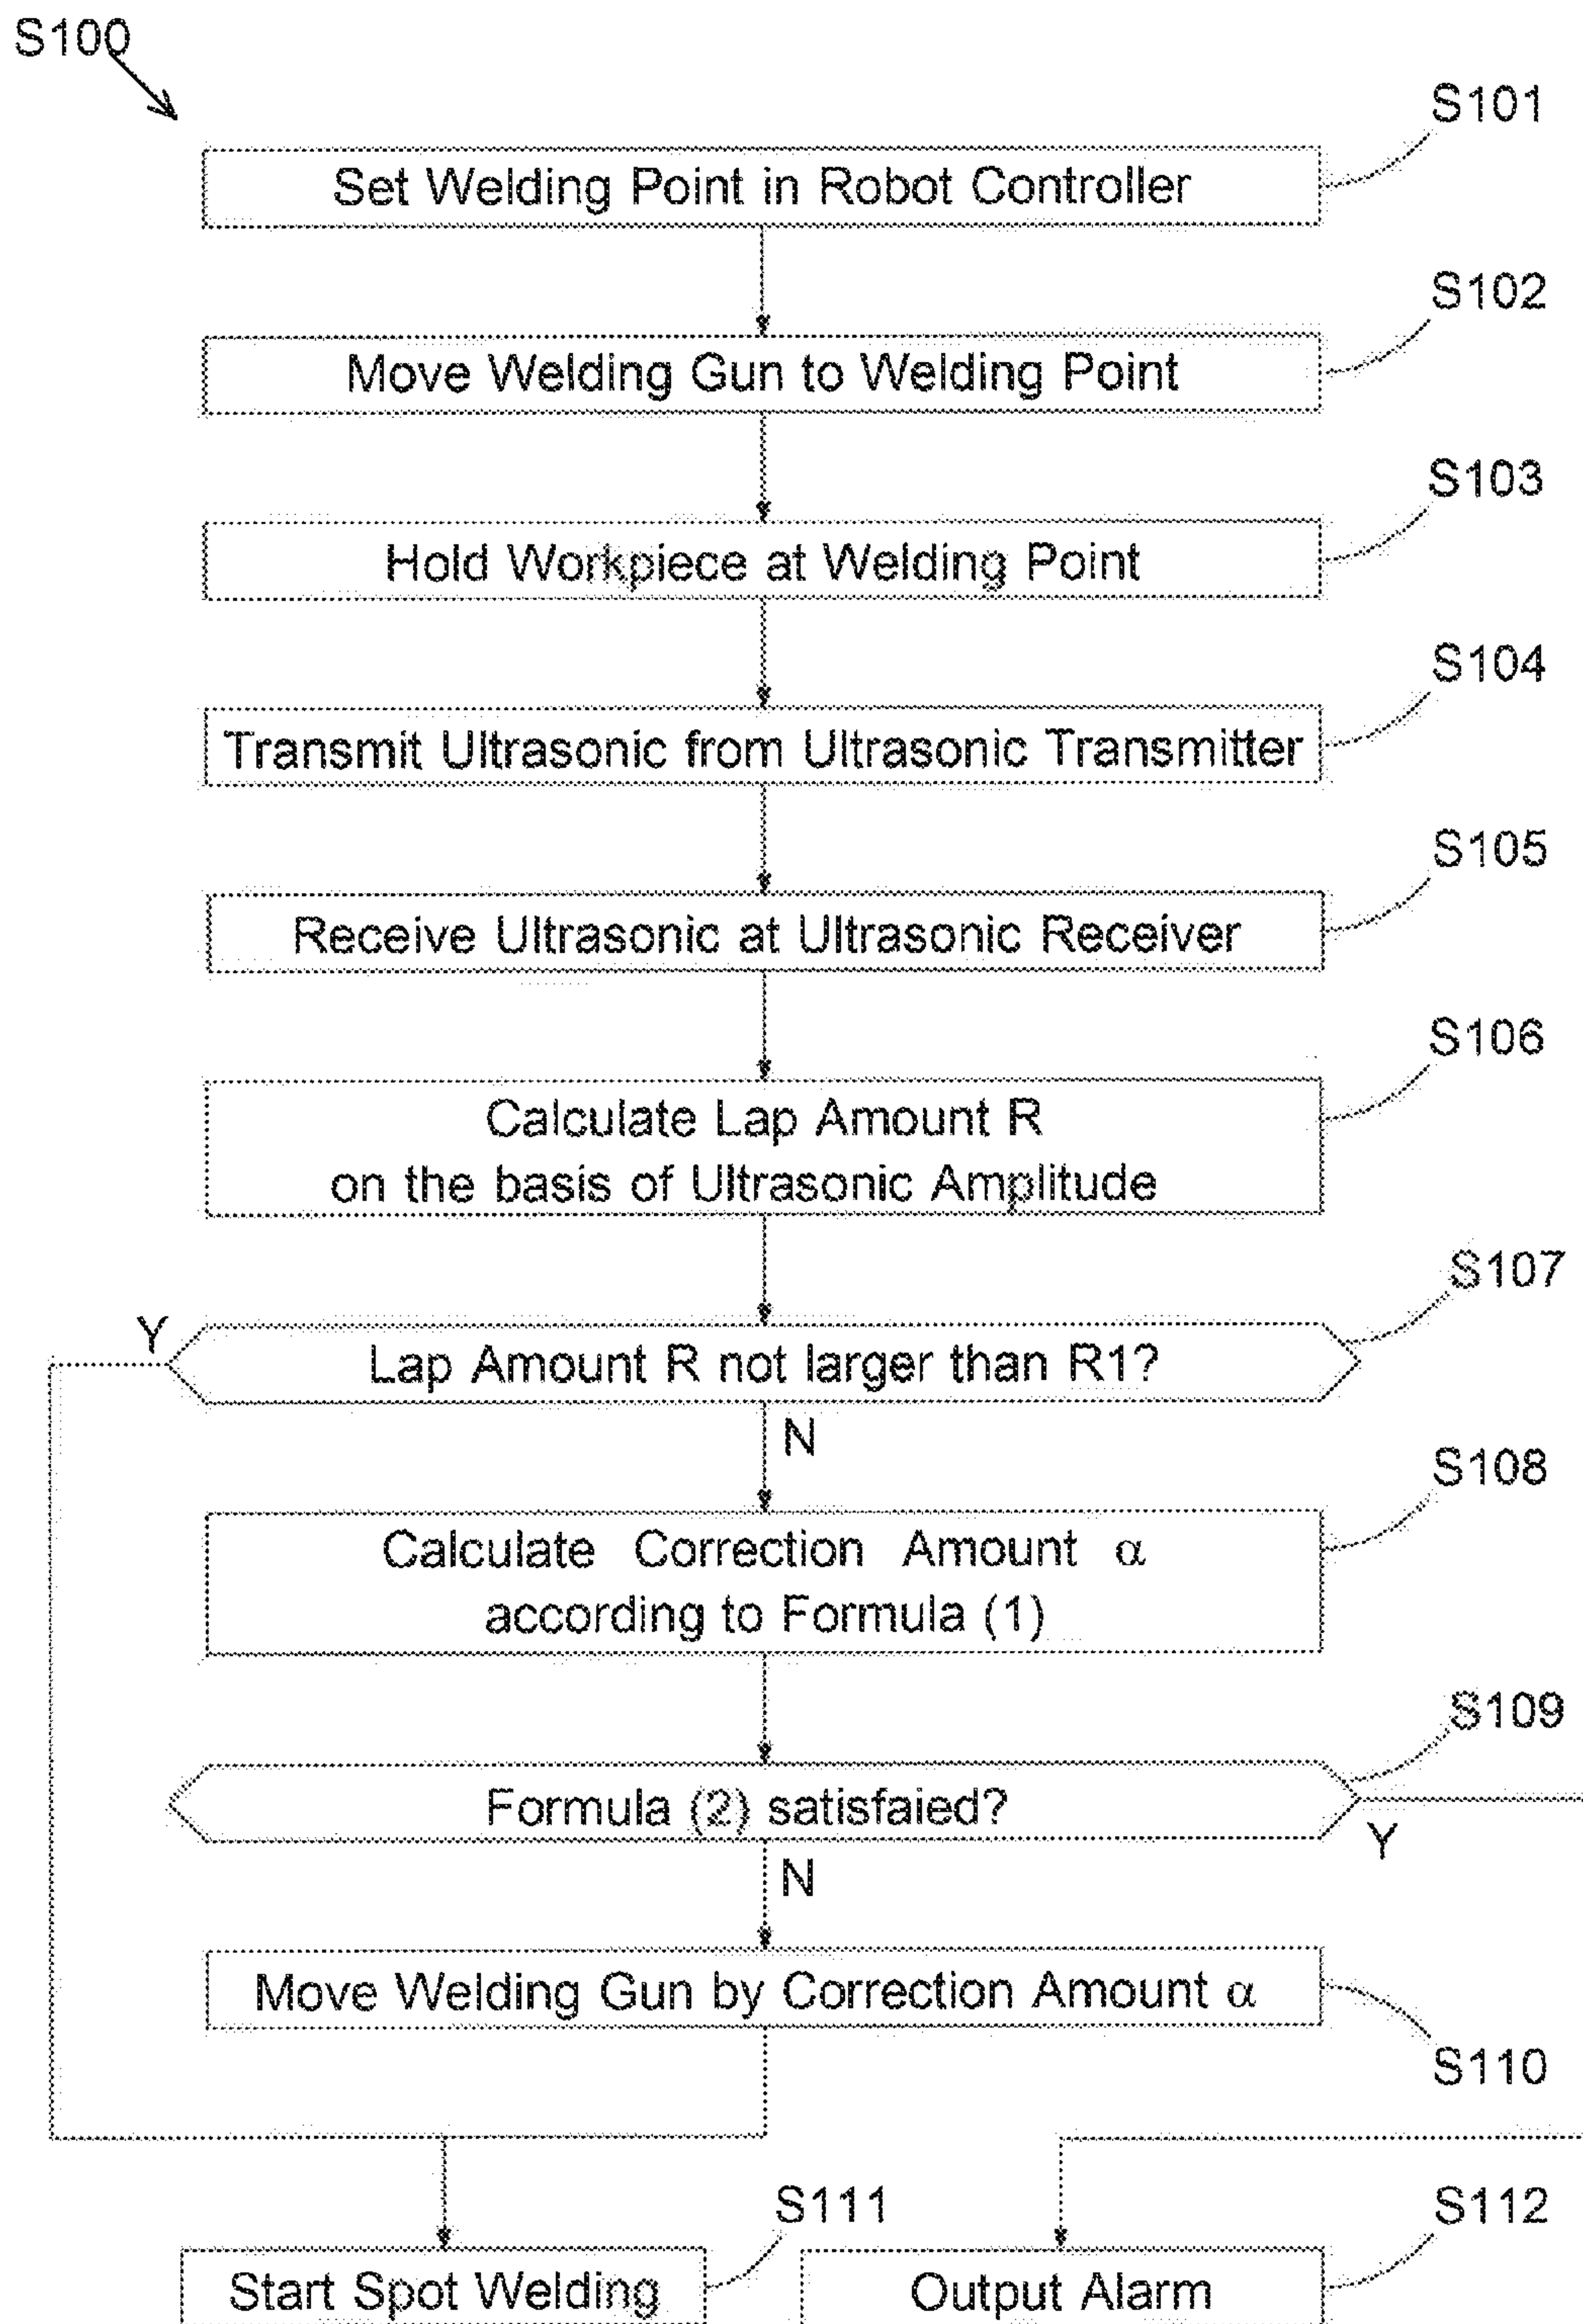 S100
S101
Set Welding Point in Robot Controller
S102
Move Welding Gun to Welding Point
S103
Hold Workpiece at Welding Point
S104
Transmit Ultrasonic from Ultrasonic Transmitter
S105
Receive Ultrasonic at Ultrasonic Receiver
S106
Calculate Lap Amount R
on the basis of Ultrasonic Amplitude
S107
Y
Lap Amount R not larger than R1?
N
S108
Calculate Correction Amount α
according to Formula (1)
S109
Formula (2) satisfaied?
Y
N
Move Welding Gun by Correction Amount α
S110
S111
S112
Start Spot Welding
Output Alarm